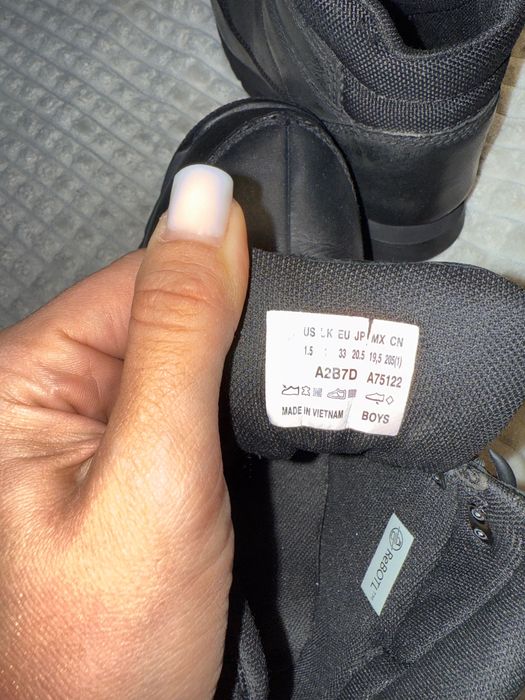 US UK EU JP MX CN
1.5 33 20.5 19,5 205(1)
A2B7D A75122
MADE IN VIETNAM BOYS
ReBOTL™